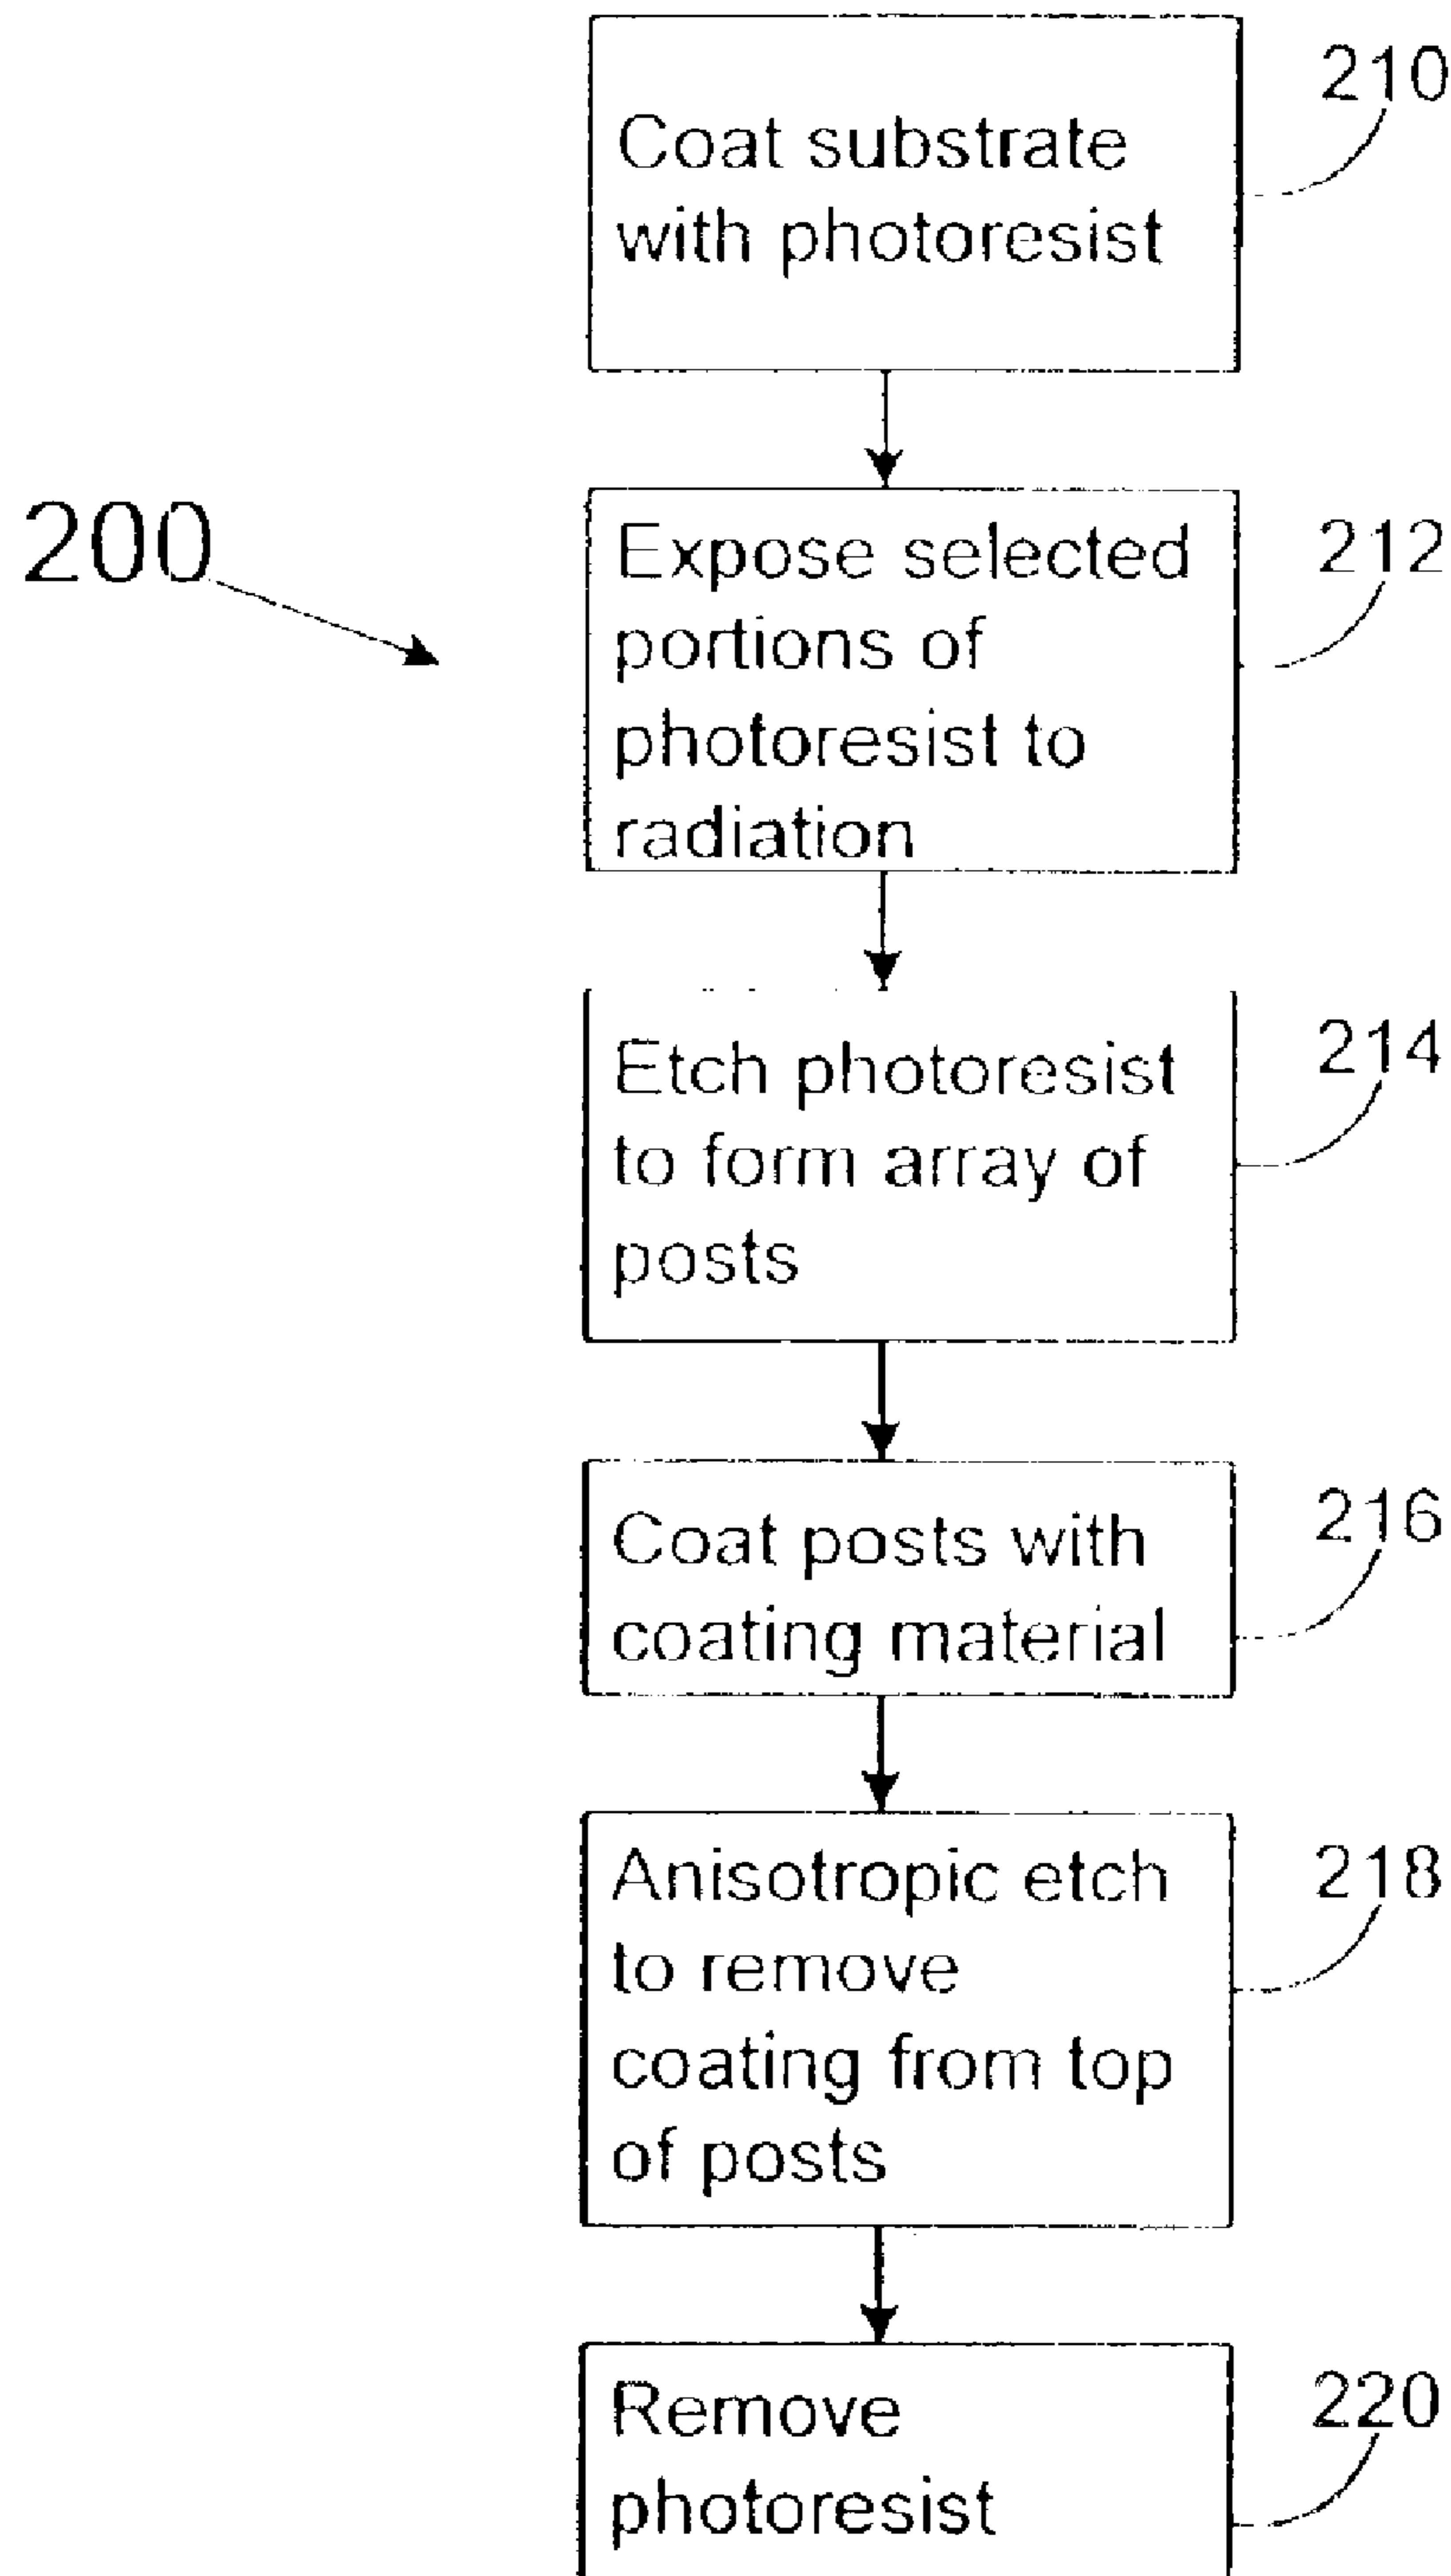 210
Coat substrate
with photoresist
200
212
Expose selected
portions of
photoresist to
radiation
214
Etch photoresist
to form array of
posts
216
Coat posts with
coating material
218
Anisotropic etch
to remove
coating from top
of posts
220
Remove
photoresist